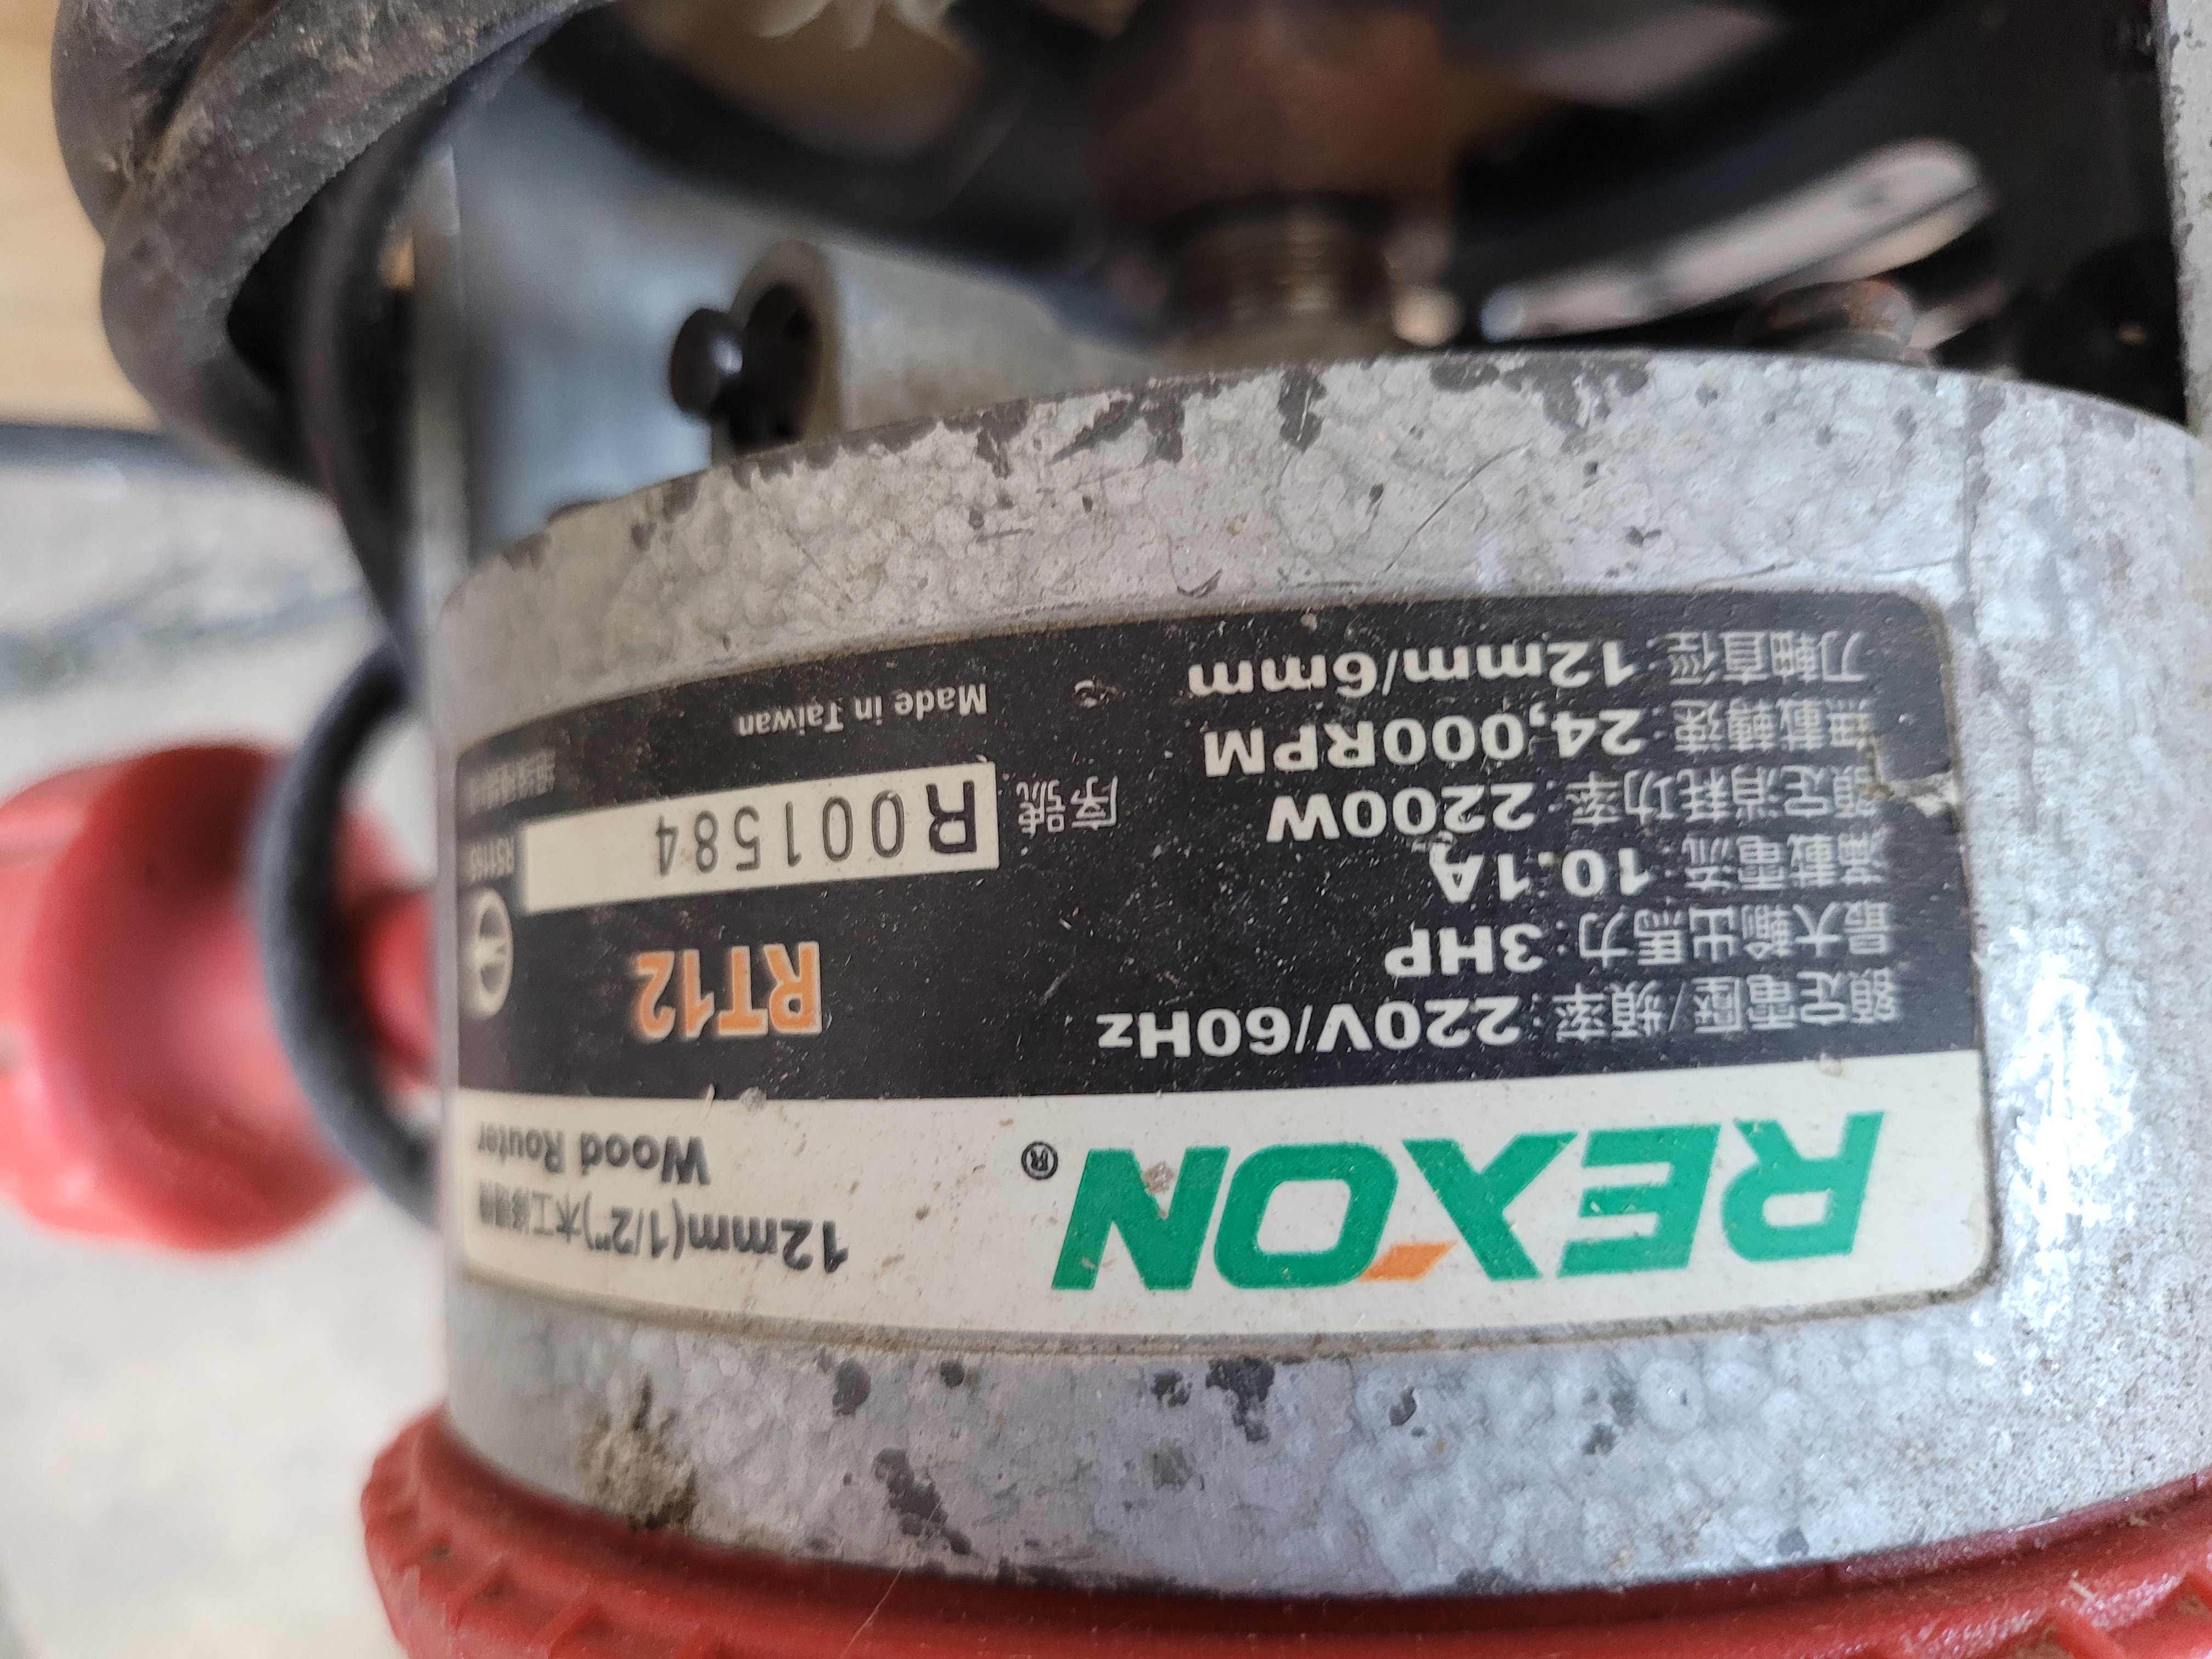 REXON®
12mm(1/2")木工修邊機
Wood Router
額定電壓/頻率：220V/60Hz
最大輸出馬力：3HP
滿載電流：10.1A
額定消耗功率：2200W
無載轉速：24,000RPM
刀軸直徑：12mm/6mm
RT12
序號：R001584
Made in Taiwan